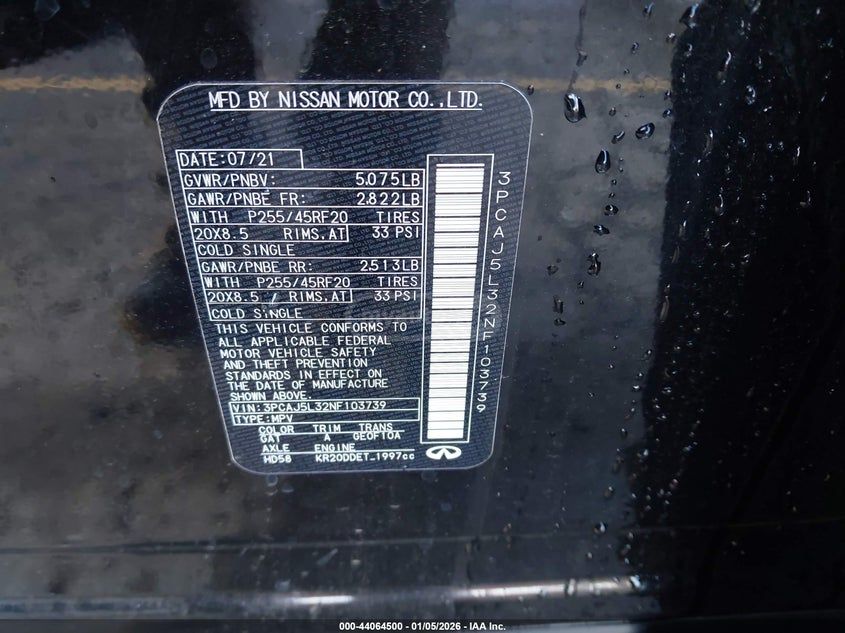 MFD BY NISSAN MOTOR CO.,LTD.
DATE:07/21
GVWR/PNBV: 5.075LB
GAWR/PNBE FR: 2.822LB
WITH P255/45RF20 TIRES
20X8.5 RIMS.AT 33 PSI
COLD SINGLE
GAWR/PNBE RR: 2.513LB
WITH P255/45RF20 TIRES
20X8.5 RIMS.AT 33 PSI
COLD SINGLE
THIS VEHICLE CONFORMS TO
ALL APPLICABLE FEDERAL
MOTOR VEHICLE SAFETY
AND THEFT PREVENTION
STANDARDS IN EFFECT ON
THE DATE OF MANUFACTURE
SHOWN ABOVE.
VIN:3PCAJ5L32NF103739
TYPE:MPV
COLOR TRIM TRANS
GAT A GE0F10A
AXLE ENGINE
HD58 KR20DDET_1997cc
3PCAJ5L32NF103739
000-44064500 - 01/05/2026 - IAA Inc.